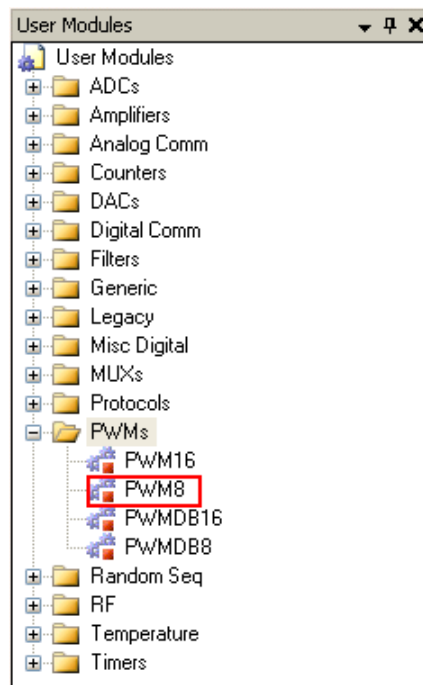 User Modules
User Modules
ADCs
Amplifiers
Analog Comm
Counters
DACs
Digital Comm
Filters
Generic
Legacy
Misc Digital
MUXs
Protocols
PWMs
PWM16
PWM8
PWMDB16
PWMDB8
Random Seq
RF
Temperature
Timers